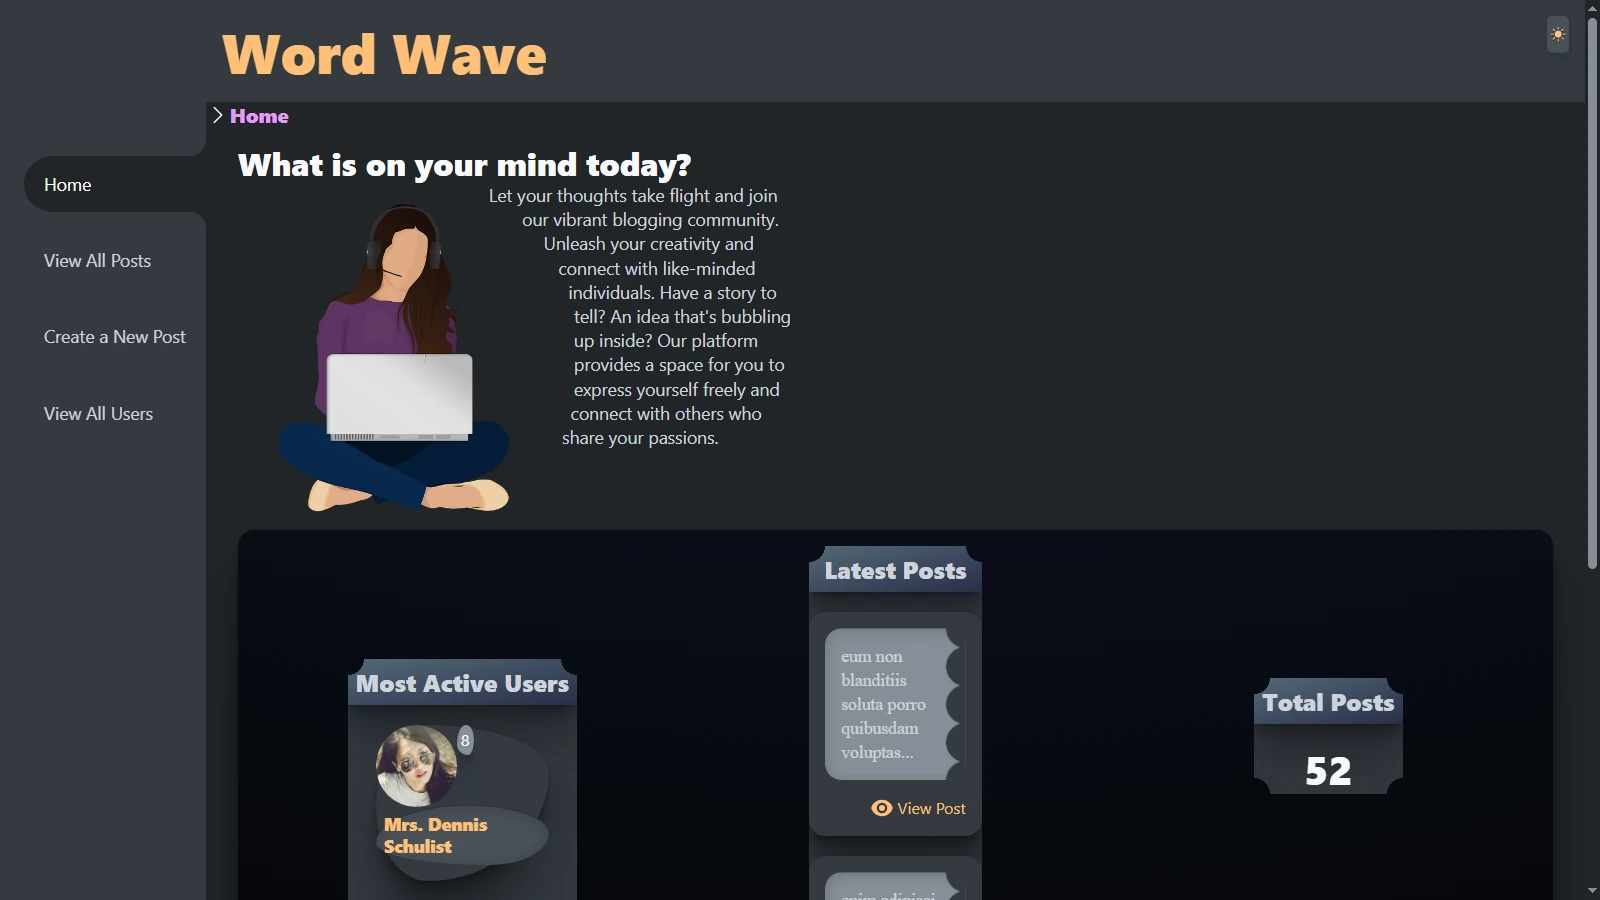 Word Wave
Home
What is on your mind today?
Home
View All Posts
Create a New Post
View All Users
Let your thoughts take flight and join
our vibrant blogging community.
Unleash your creativity and
connect with like-minded
individuals. Have a story to
tell? An idea that's bubbling
up inside? Our platform
provides a space for you to
express yourself freely and
connect with others who
share your passions.
Most Active Users
8
Mrs. Dennis
Schulist
Latest Posts
eum non
blanditiis
soluta porro
quibusdam
voluptas...
View Post
Total Posts
52